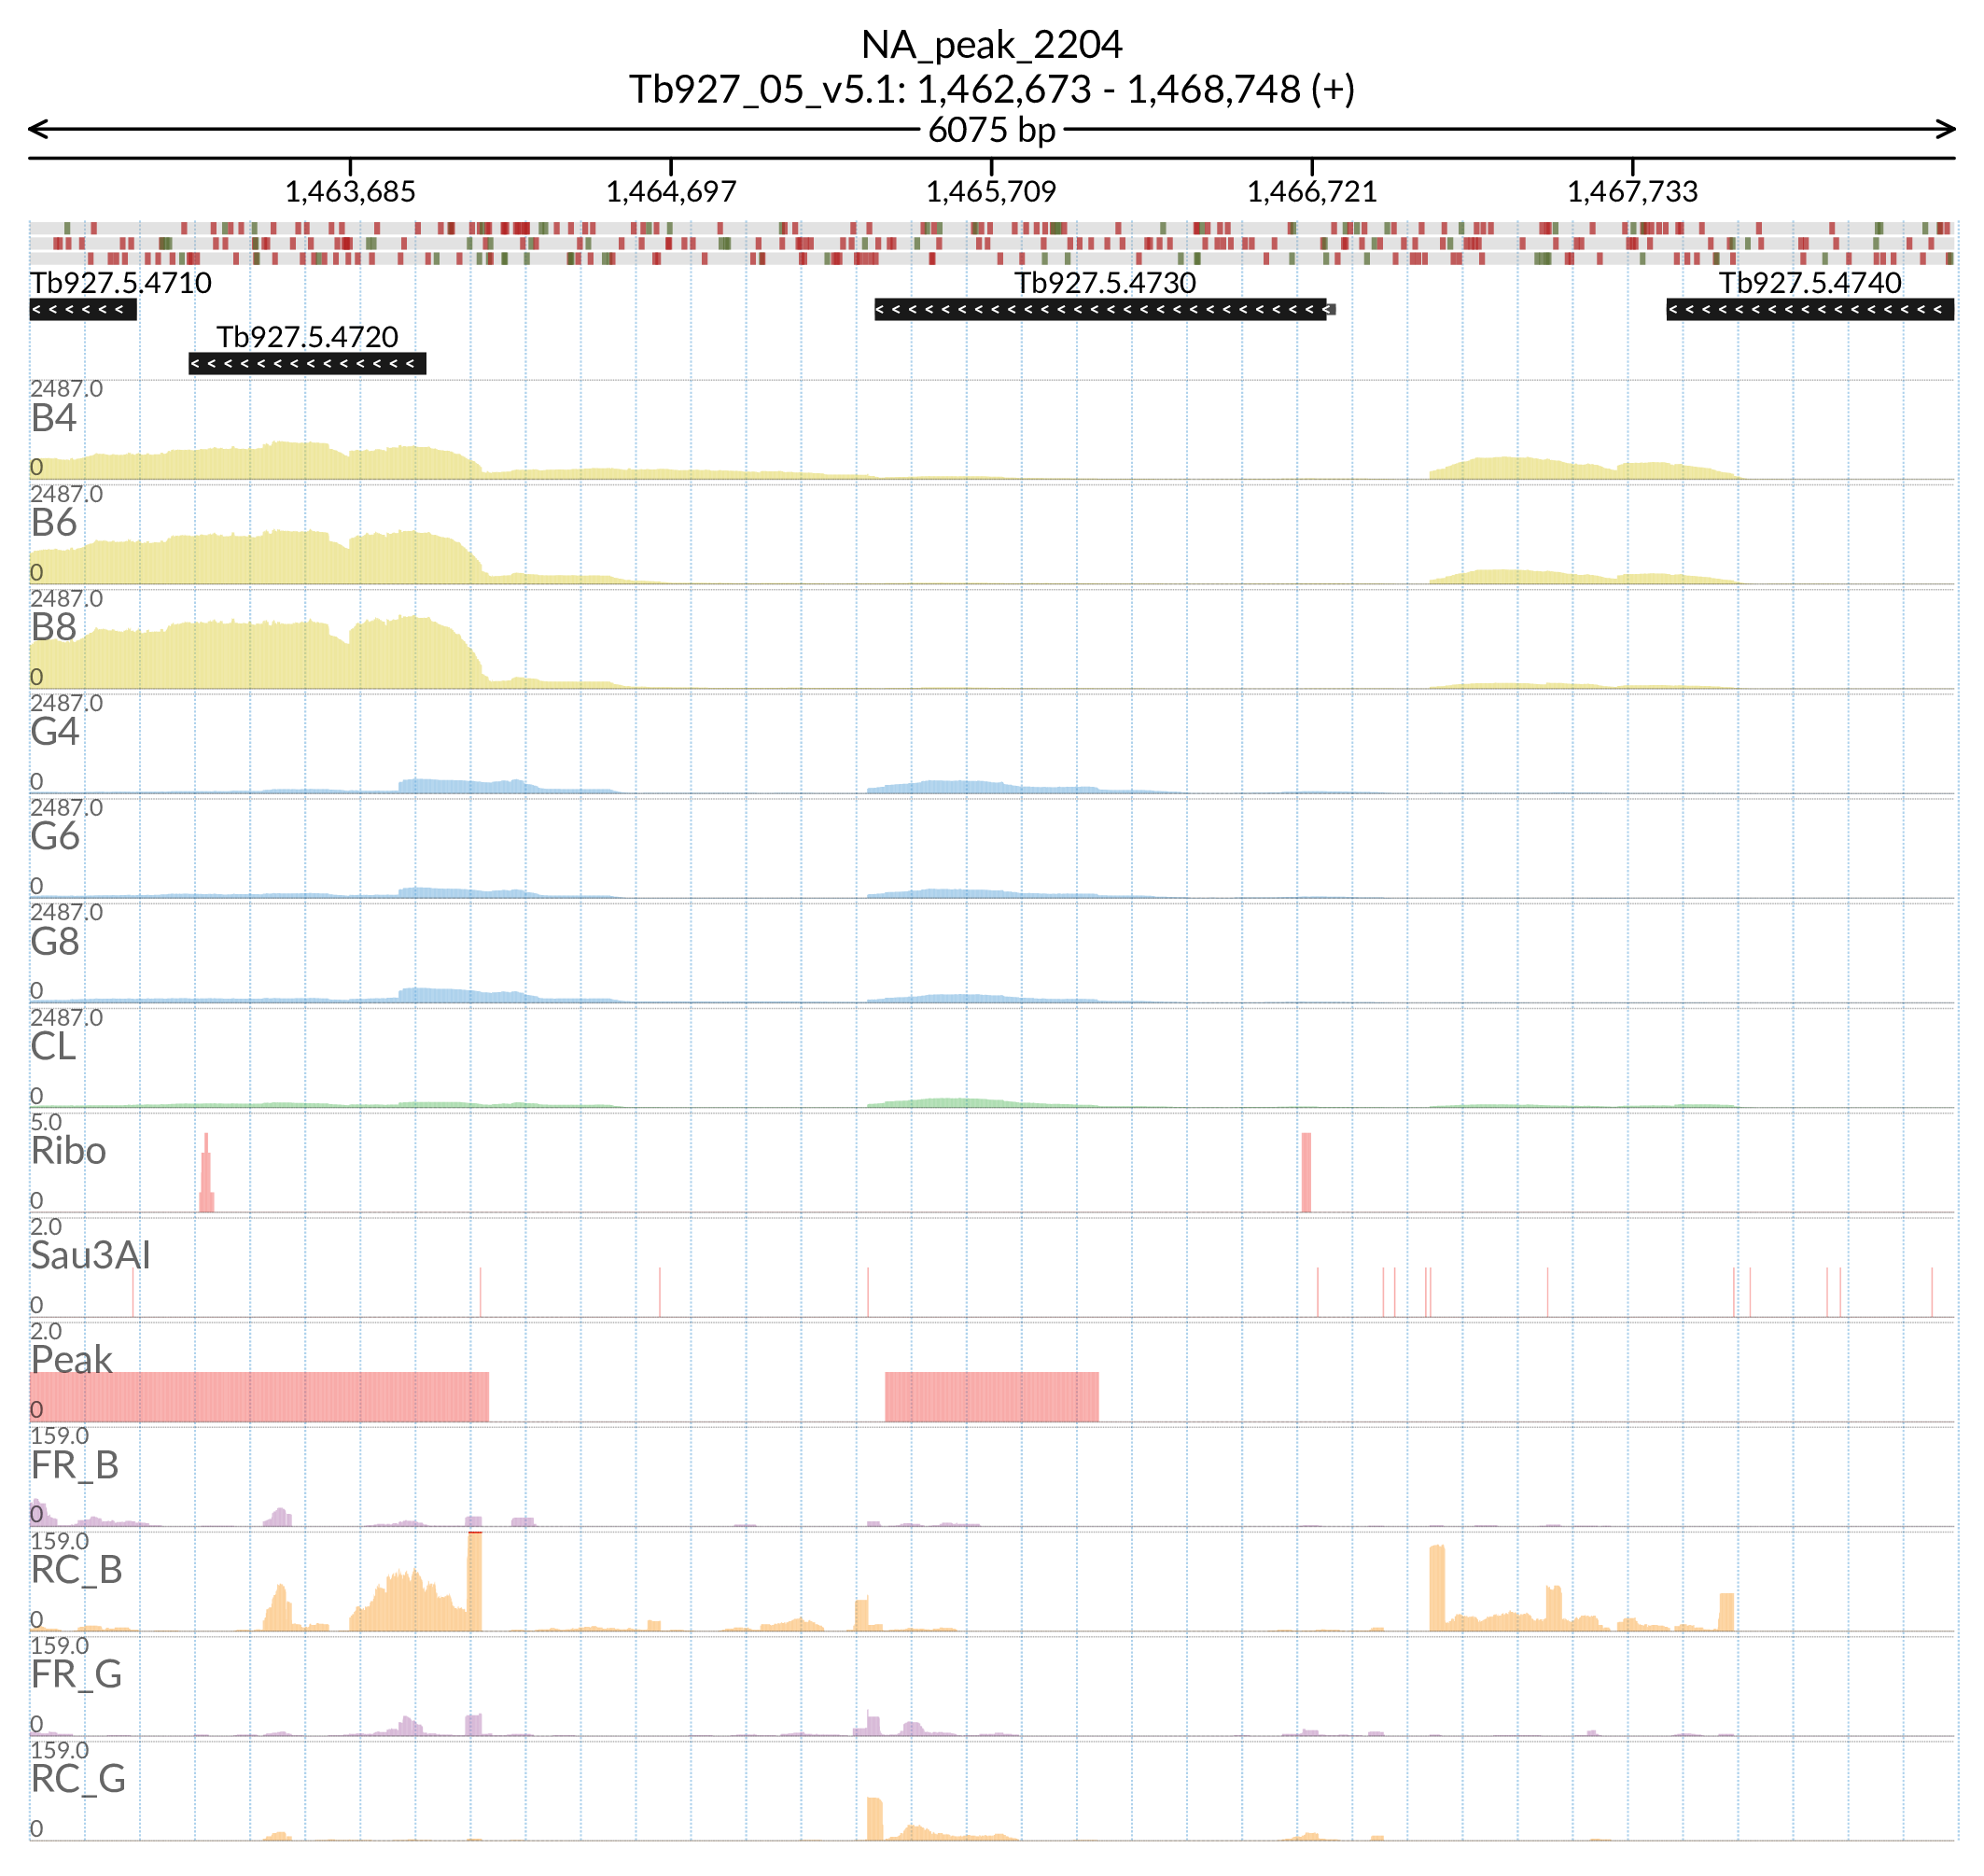 NA_peak_2204
Tb927_05_v5.1: 1,462,673 - 1,468,748 (+)
6075 bp
1,463,685 1,464,697 1,465,709 1,466,721 1,467,733
Tb927.5.4710 Tb927.5.4730 Tb927.5.4740
Tb927.5.4720
2487.0
B4
0
2487.0
B6
0
2487.0
B8
0
2487.0
G4
0
2487.0
G6
0
2487.0
G8
0
2487.0
CL
0
5.0
Ribo
0
2.0
Sau3AI
0
2.0
Peak
0
159.0
FR_B
0
159.0
RC_B
0
159.0
FR_G
0
159.0
RC_G
0